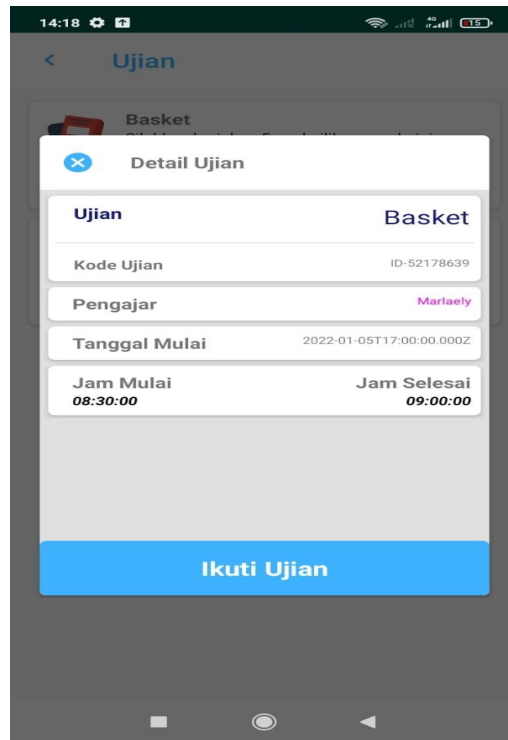 14:18
4G
15
Ujian
Basket
Detail Ujian
Ujian
Basket
Kode Ujian
ID-52178639
Pengajar
Marlaely
Tanggal Mulai
2022-01-05T17:00:00.000Z
Jam Mulai
Jam Selesai
08:30:00
09:00:00
Ikuti Ujian